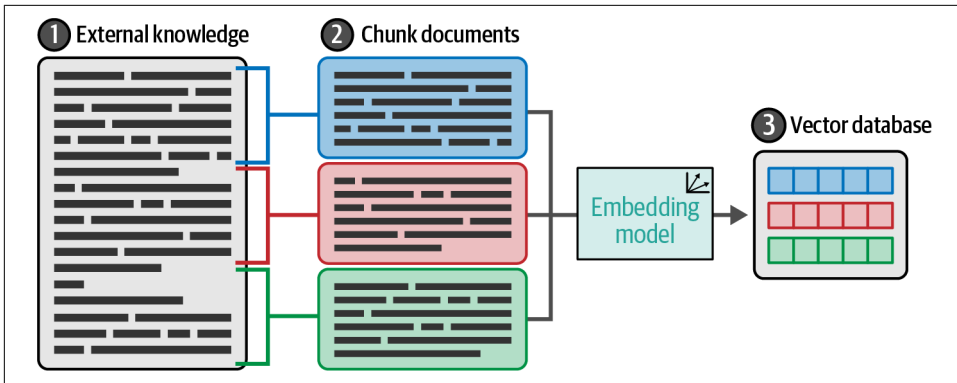 1 External knowledge
2 Chunk documents
3 Vector database
Embedding
model